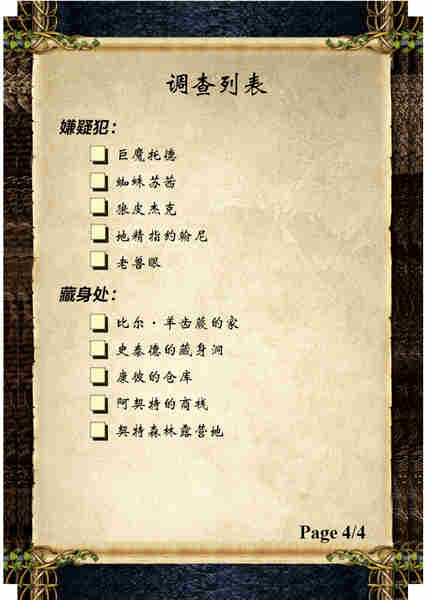 调查列表
嫌疑犯：
巨魔托德
蜘蛛苏茜
狼皮杰克
地精指约翰尼
老兽眼
藏身处：
比尔·羊齿蕨的家
史泰德的藏身洞
康彼的仓库
阿契特的商栈
契特森林露营地
Page 4/4